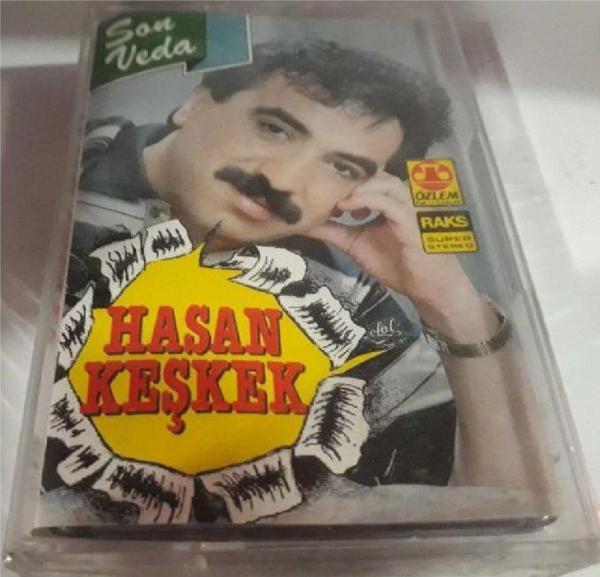 Son
Veda
ÖZLEM
RAKS
SUPER
STEREO
HASAN
KEŞKEK